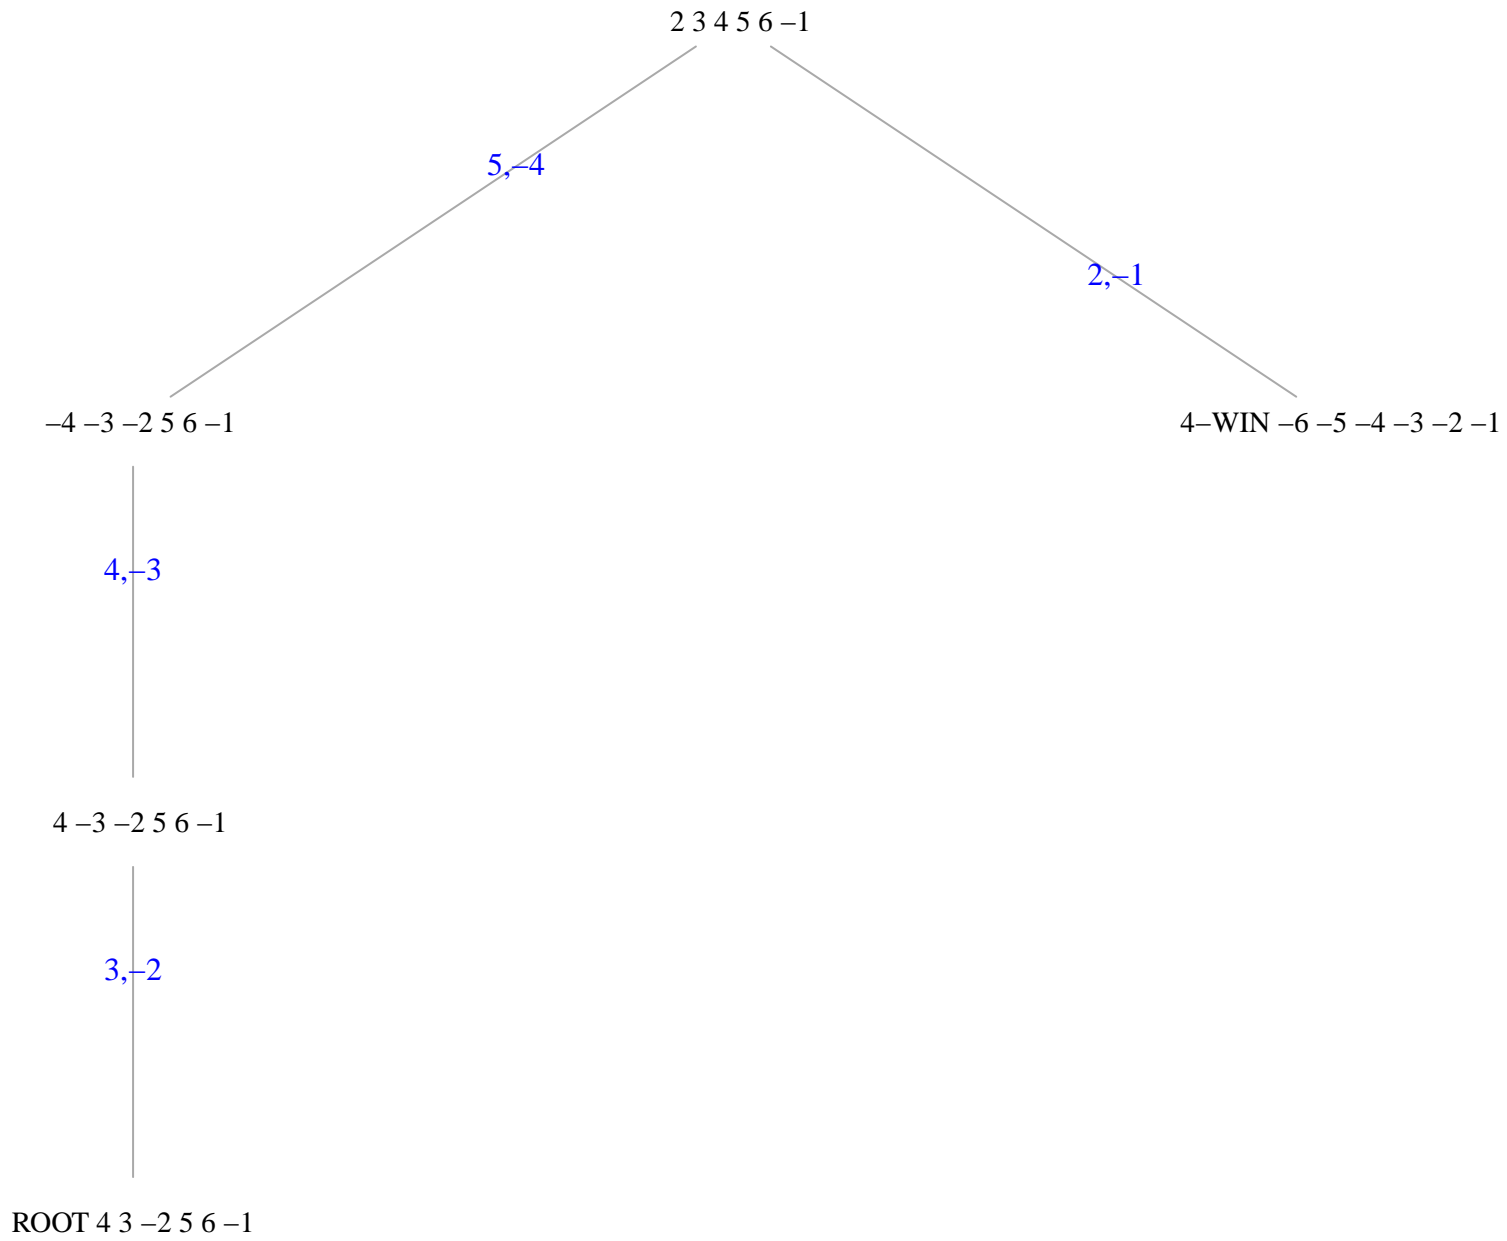 2 3 4 5 6 –1
5,–4
2,–1
–4 –3 –2 5 6 –1
4–WIN –6 –5 –4 –3 –2 –1
4,–3
4 –3 –2 5 6 –1
3,–2
ROOT 4 3 –2 5 6 –1